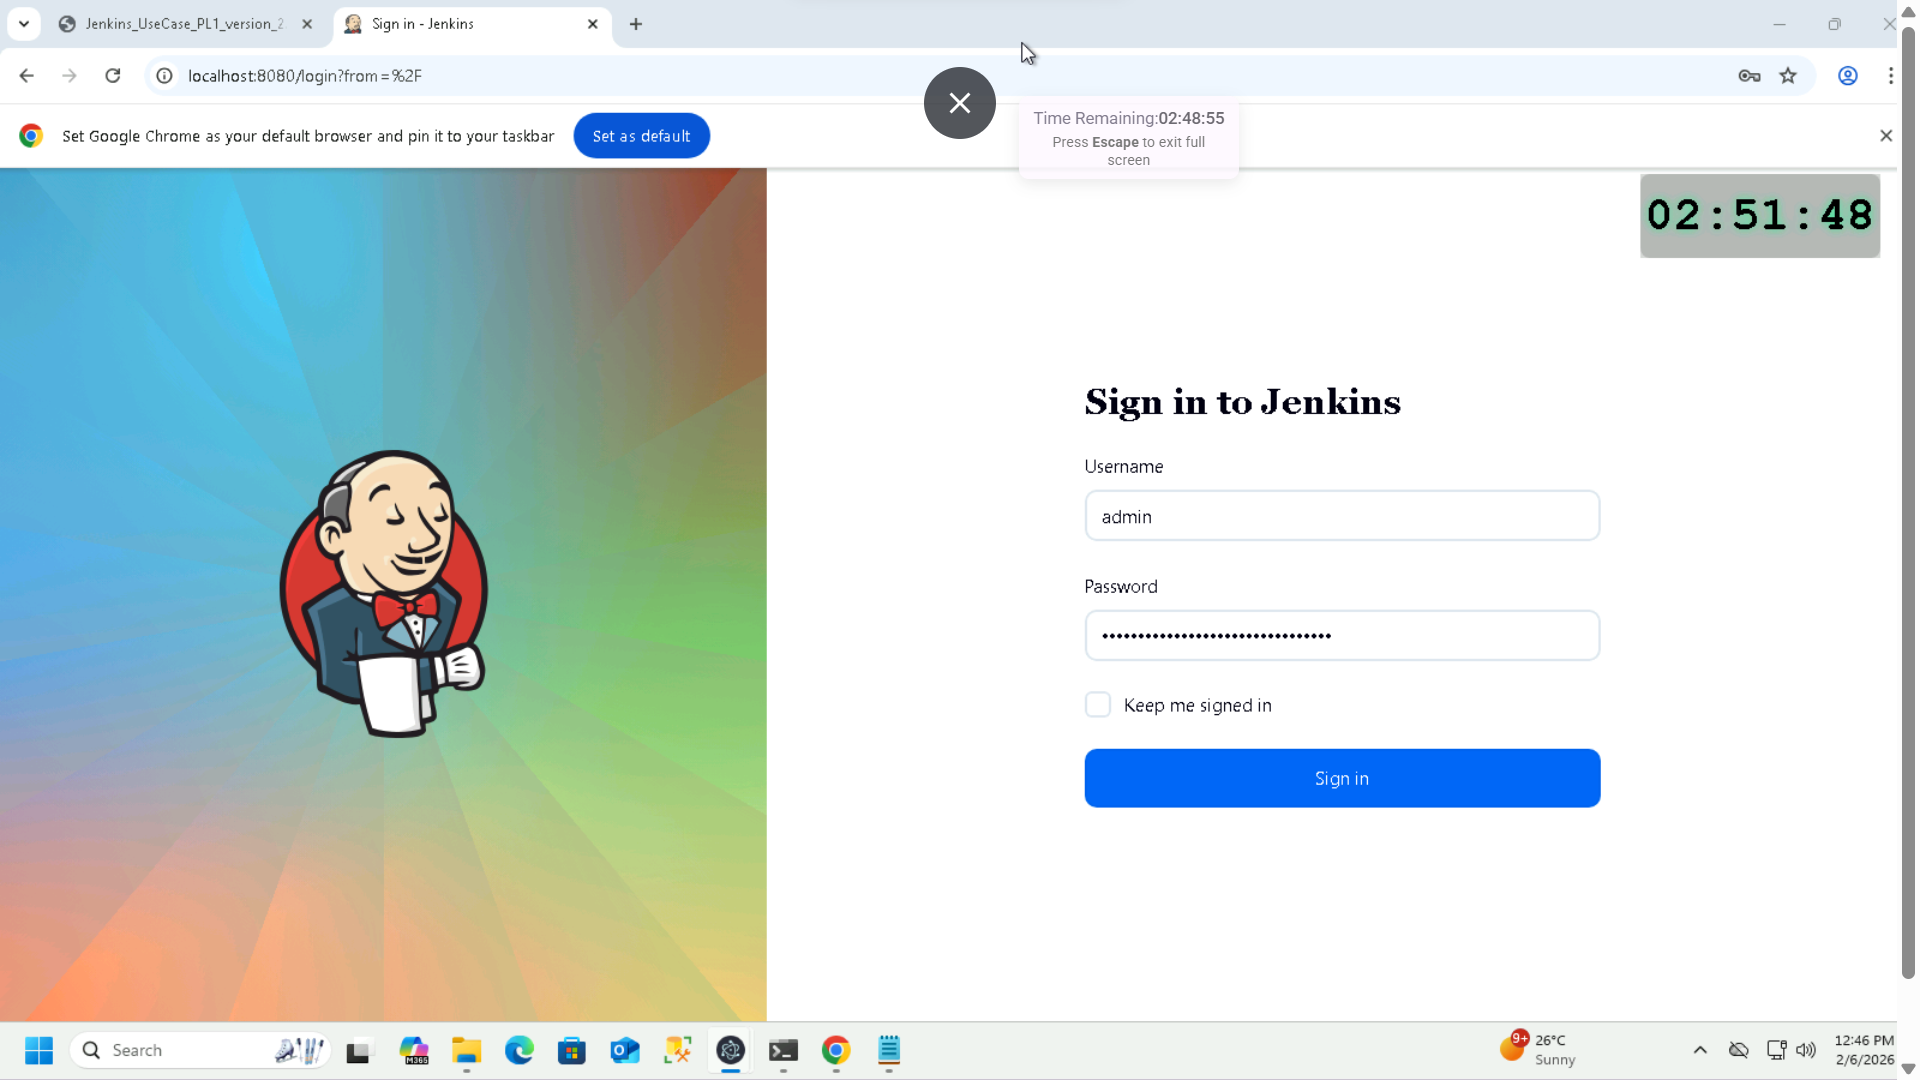 Jenkins_UseCase_PL1_version_2
Sign in - Jenkins
localhost:8080/login?from=%2F
Set Google Chrome as your default browser and pin it to your taskbar
Set as default
Time Remaining:02:48:55
Press Escape to exit full
screen
02:51:48
Sign in to Jenkins
Username
admin
Password
Keep me signed in
Sign in
Search
M365
9+
26°C
Sunny
12:46 PM
2/6/2026